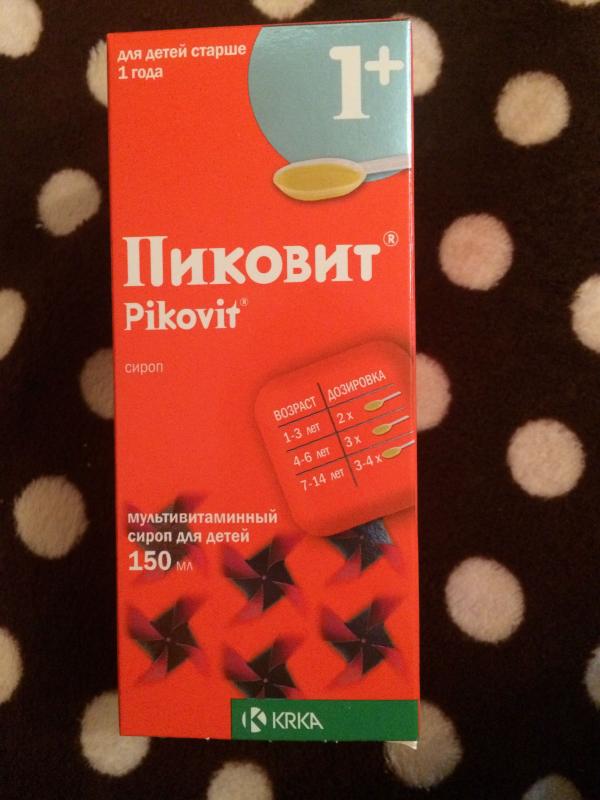 для детей старше
1 года
1+
Пиковит®
Pikovit®
сироп
ВОЗРАСТ ДОЗИРОВКА
1-3 лет 2 x
4-6 лет 3 x
7-14 лет 3-4 x
мультивитаминный
сироп для детей
150 мл
KRKA